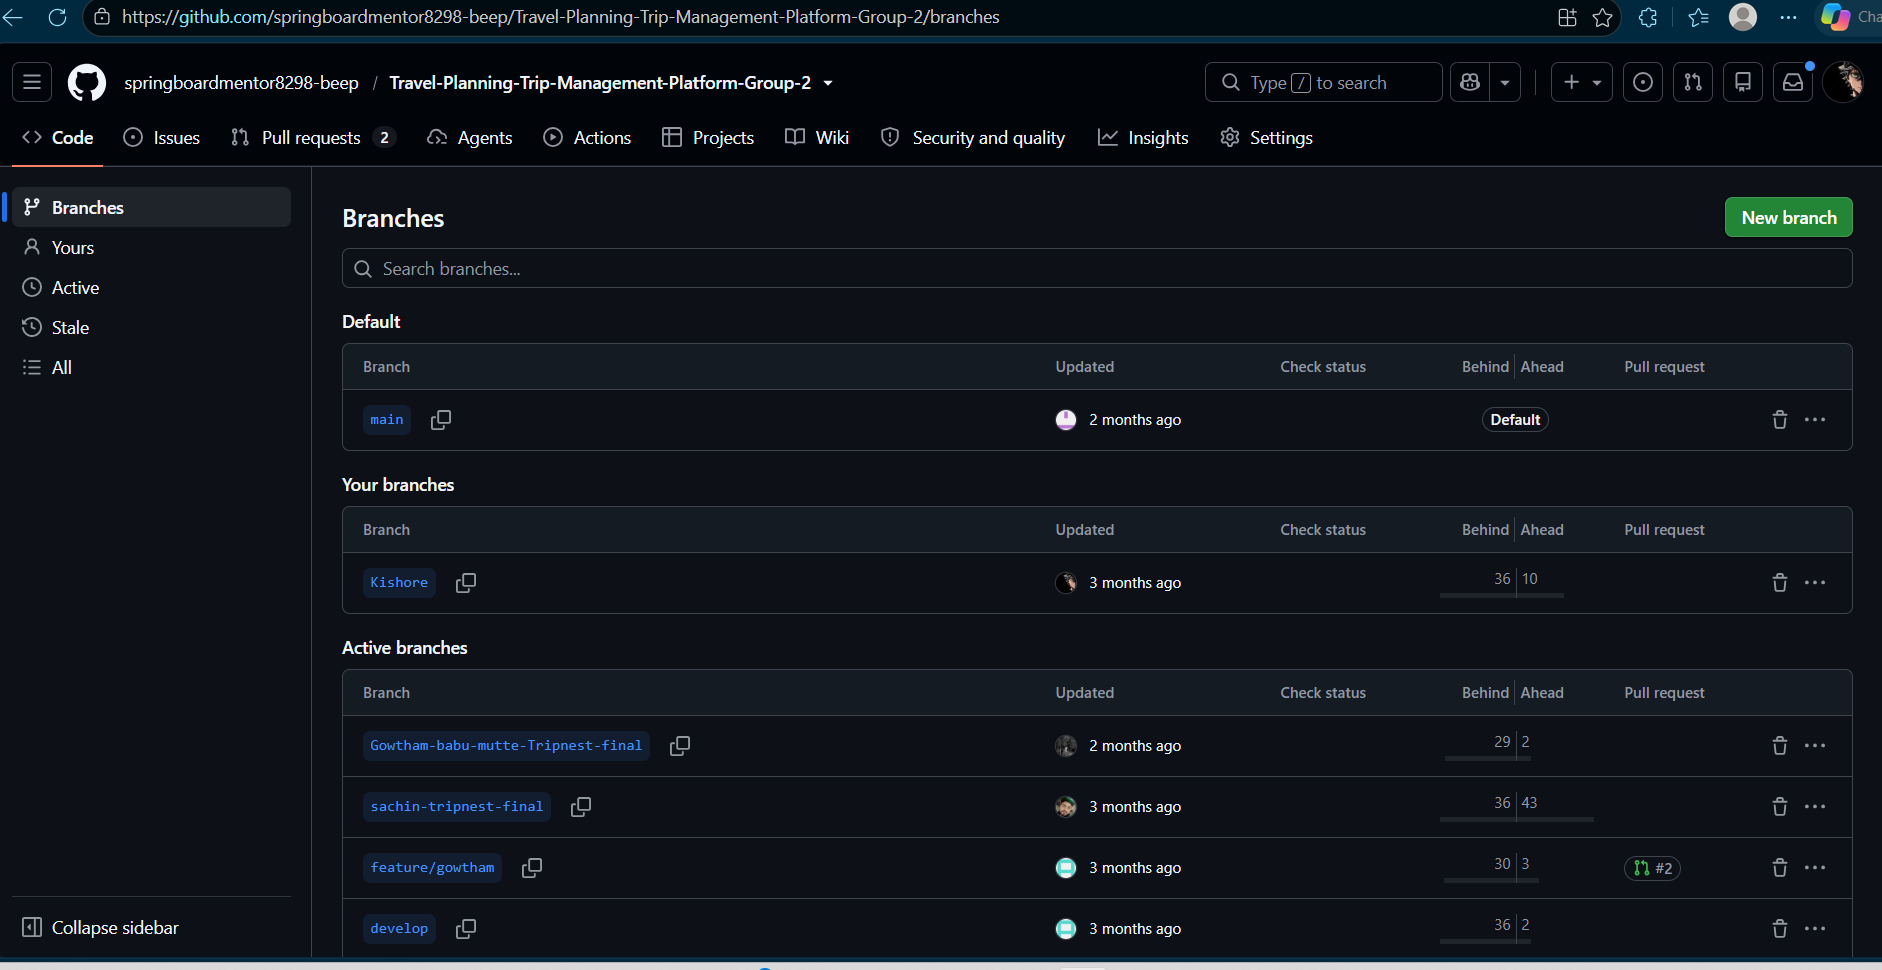 https://github.com/springboardmentor8298-beep/Travel-Planning-Trip-Management-Platform-Group-2/branches
springboardmentor8298-beep / Travel-Planning-Trip-Management-Platform-Group-2
Type / to search
Code Issues Pull requests 2 Agents Actions Projects Wiki Security and quality Insights Settings
Branches
Yours
Active
Stale
All
Collapse sidebar
Branches
New branch
Search branches...
Default
Branch Updated Check status Behind Ahead Pull request
main 2 months ago Default
Your branches
Branch Updated Check status Behind Ahead Pull request
Kishore 3 months ago 36 10
Active branches
Branch Updated Check status Behind Ahead Pull request
Gowtham-babu-mutte-Tripnest-final 2 months ago 29 2
sachin-tripnest-final 3 months ago 36 43
feature/gowtham 3 months ago 30 3 #2
develop 3 months ago 36 2